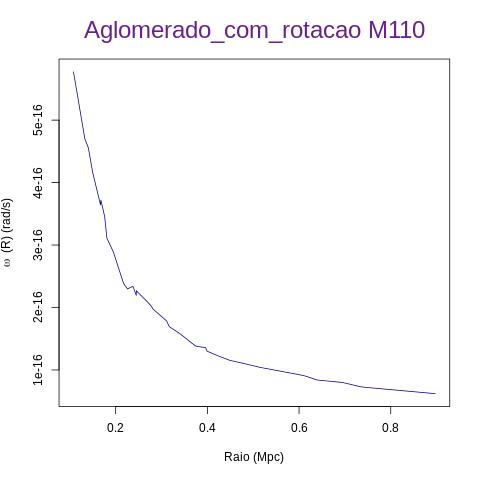 Aglomerado_com_rotacao M110
ω (R) (rad/s)
5e-16
4e-16
3e-16
2e-16
1e-16
0.2 0.4 0.6 0.8
Raio (Mpc)